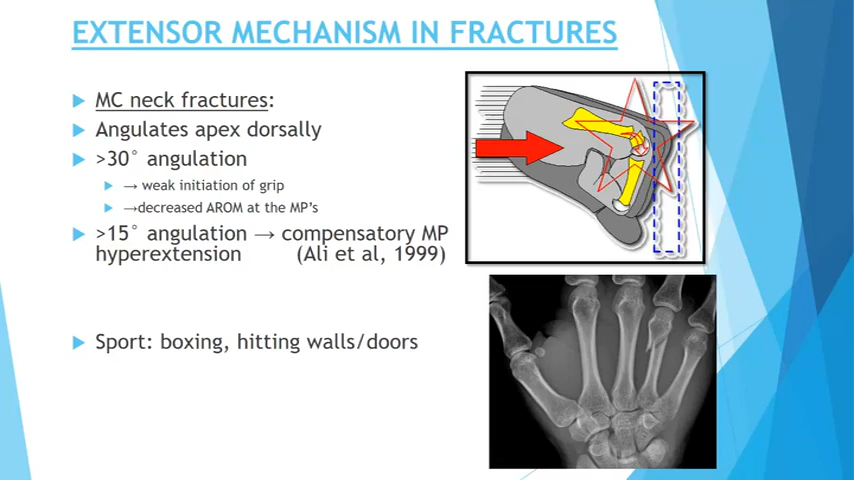 EXTENSOR MECHANISM IN FRACTURES
MC neck fractures:
Angulates apex dorsally
>30° angulation
→ weak initiation of grip
→decreased AROM at the MP's
>15° angulation → compensatory MP
hyperextension (Ali et al, 1999)
Sport: boxing, hitting walls/doors